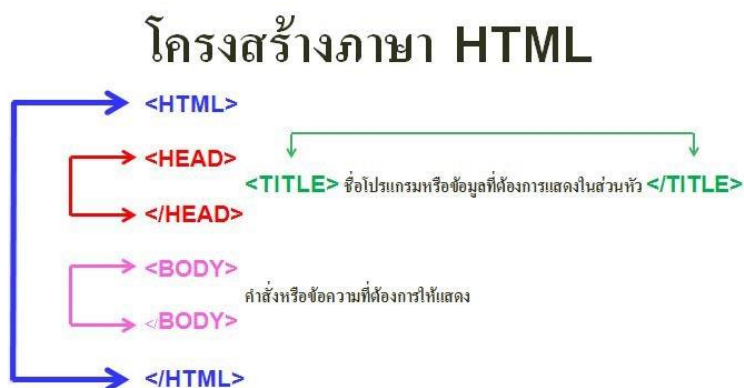 โครงสร้างภาษา HTML
<HTML>
<HEAD>
<TITLE> ชื่อโปรแกรมหรือข้อมูลที่ต้องการแสดงในส่วนหัว </TITLE>
</HEAD>
<BODY>
คำสั่งหรือข้อความที่ต้องการให้แสดง
</BODY>
</HTML>